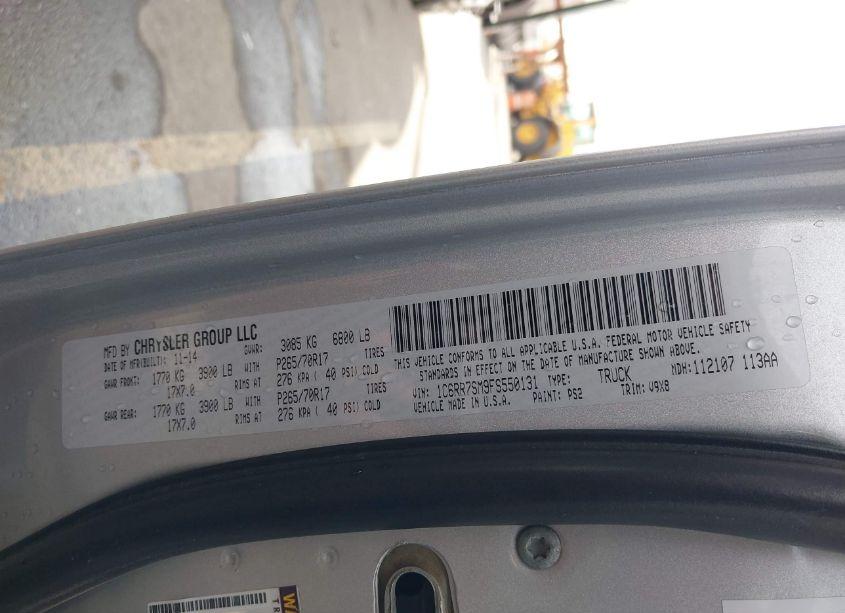 MFD BY CHRYSLER GROUP LLC GVWR: 3085 KG 6800 LB
DATE OF MFR(BUILT): 11-14 TIRES
GAWR FRONT: 1770 KG 3900 LB WITH P265/70R17
17X7.0 RIMS AT 276 KPA ( 40 PSI) COLD
GAWR REAR: 1770 KG 3900 LB WITH P265/70R17 TIRES
17X7.0 RIMS AT 276 KPA ( 40 PSI) COLD
THIS VEHICLE CONFORMS TO ALL APPLICABLE U.S.A. FEDERAL MOTOR VEHICLE SAFETY
STANDARDS IN EFFECT ON THE DATE OF MANUFACTURE SHOWN ABOVE.
VIN: 1C6RR7SM9FS550131 TYPE: TRUCK MDH: 112107 113AA
VEHICLE MADE IN U.S.A. PAINT: PS2 TRIM: V9X8